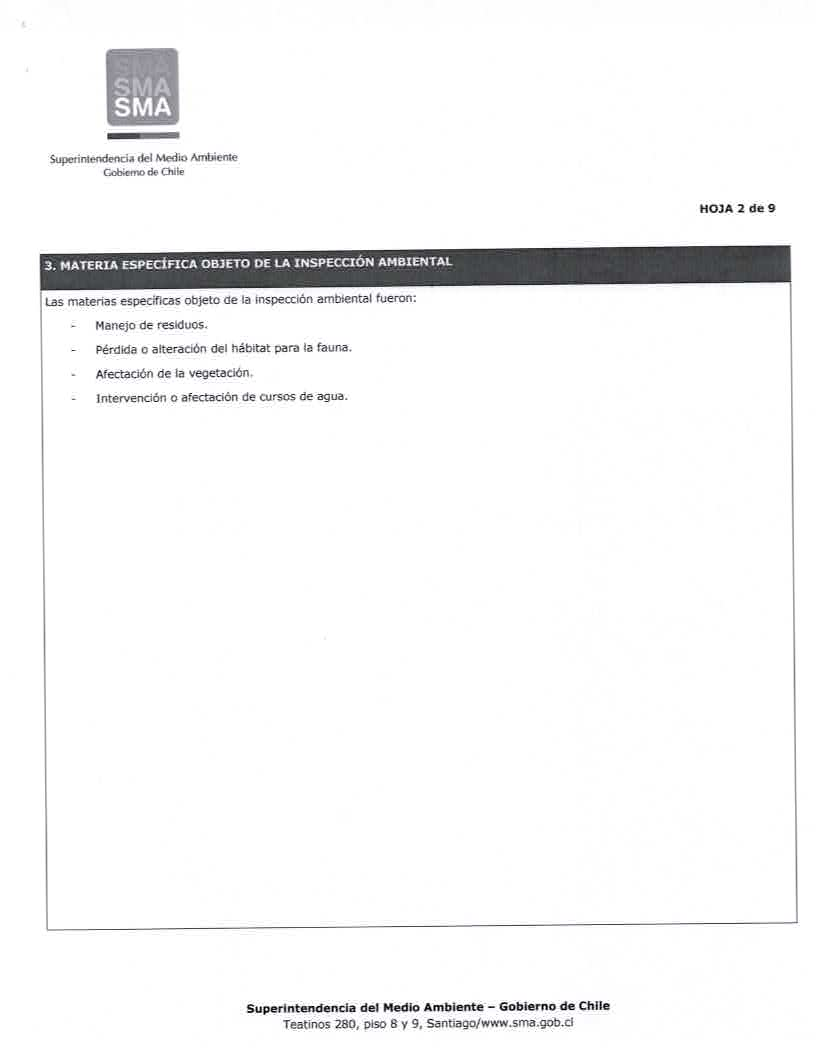 SMA
SMA
SMA
Superintendencia del Medio Ambiente
Gobierno de Chile
HOJA 2 de 9
3. MATERIA ESPECÍFICA OBJETO DE LA INSPECCIÓN AMBIENTAL
Las materias específicas objeto de la inspección ambiental fueron:
- Manejo de residuos.
- Pérdida o alteración del hábitat para la fauna.
- Afectación de la vegetación.
- Intervención o afectación de cursos de agua.
Superintendencia del Medio Ambiente – Gobierno de Chile
Teatinos 280, piso 8 y 9, Santiago/www.sma.gob.cl